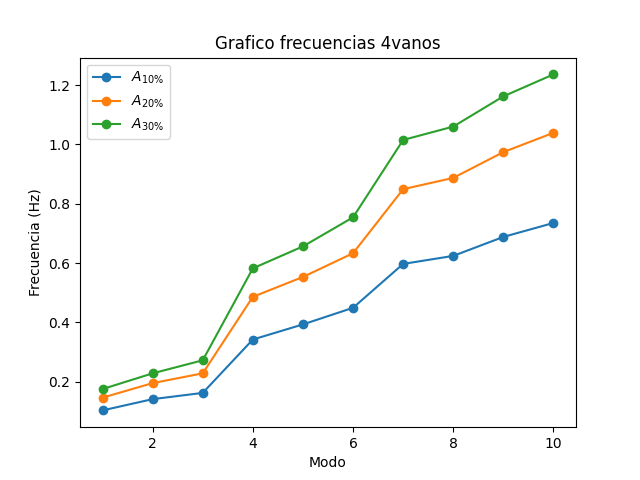 Grafico frecuencias 4vanos
A10%
A20%
A30%
Frecuencia (Hz)
1.2
1.0
0.8
0.6
0.4
0.2
2 4 6 8 10
Modo